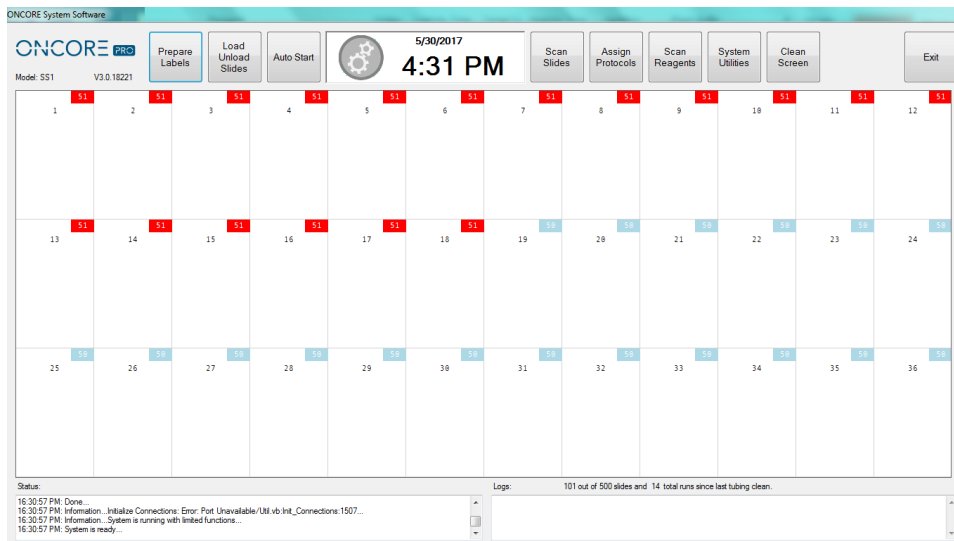 ONCORE System Software
ONCORE PRO
Model: SS1 V3.0.18221
Prepare
Labels
Load
Unload
Slides
Auto Start
5/30/2017
4:31 PM
Scan
Slides
Assign
Protocols
Scan
Reagents
System
Utilities
Clean
Screen
Exit
51 51 51 51 51 51 51 51 51 51 51 51
1 2 3 4 5 6 7 8 9 10 11 12
51 51 51 51 51 51 50 50 50 50 50 50
13 14 15 16 17 18 19 20 21 22 23 24
50 50 50 50 50 50 50 50 50 50 50 50
25 26 27 28 29 30 31 32 33 34 35 36
Status:
16:30:57 PM: Done...
16:30:57 PM: Information...Initialize Connections: Error: Port Unavailable/Util.vb:Init_Connections:1507...
16:30:57 PM: Information...System is running with limited functions...
16:30:57 PM: System is ready...
Logs: 101 out of 500 slides and 14 total runs since last tubing clean.